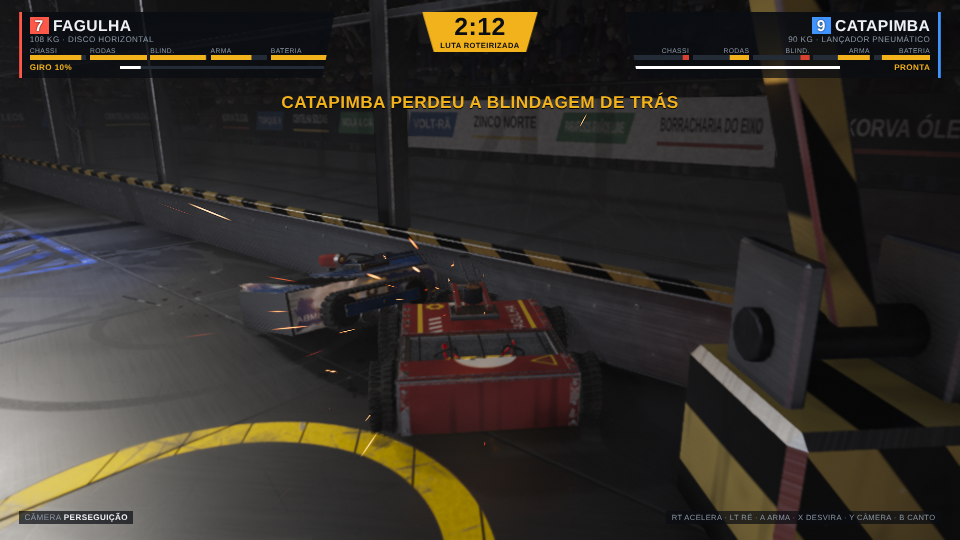 7 FAGULHA
108 KG · DISCO HORIZONTAL
CHASSI RODAS BLIND. ARMA BATERIA
GIRO 10%
2:12
LUTA ROTEIRIZADA
9 CATAPIMBA
90 KG · LANÇADOR PNEUMÁTICO
CHASSI RODAS BLIND. ARMA BATERIA
PRONTA
CATAPIMBA PERDEU A BLINDAGEM DE TRÁS
VOLT-RÃ
ZINCO NORTE
BORRACHARIA DO EIXO
KORVA ÓLE
CÂMERA PERSEGUIÇÃO
RT ACELERA · LT RÉ · A ARMA · X DESVIRA · Y CÂMERA · B CANTO